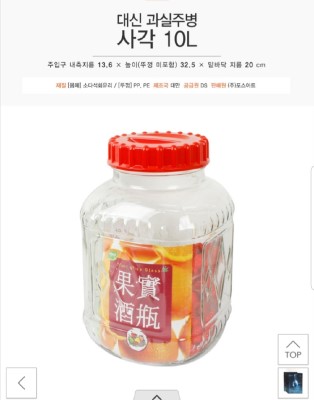 대신 과실주병
사각 10L
주입구 내측지름 13.6 × 높이(뚜껑 미포함) 32.5 × 밑바닥 지름 20 cm
재질 [몸체] 소다석회유리 / [뚜껑] PP, PE 제조국 대만 공급원 DS 판매원 (주)포스아트
果實
酒瓶
TOP